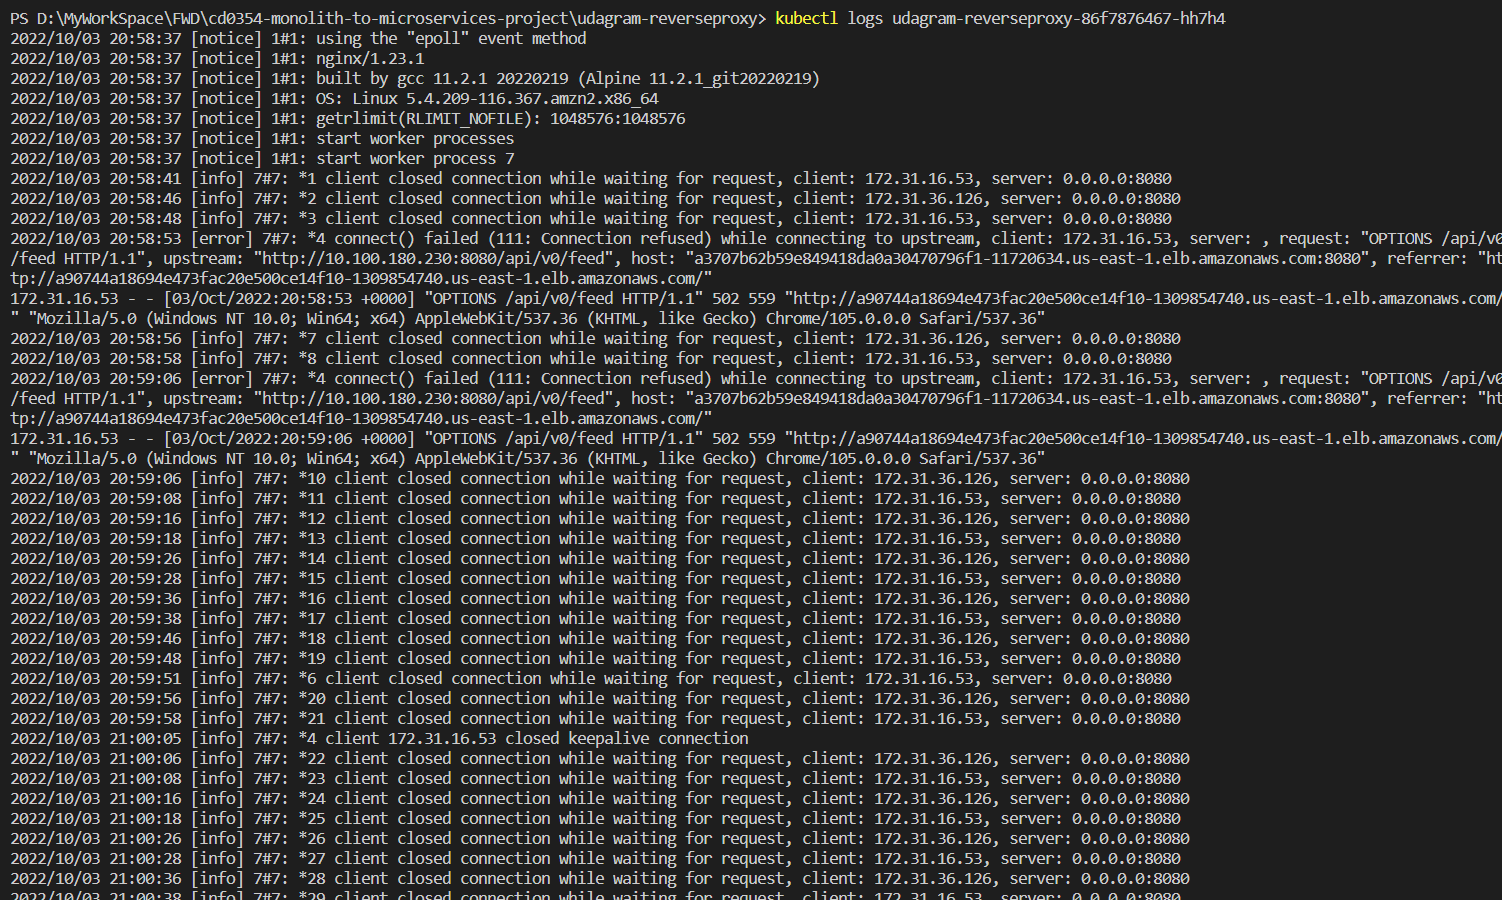 PS D:\MyWorkSpace\FWD\cd0354-monolith-to-microservices-project\udagram-reverseproxy> kubectl logs udagram-reverseproxy-86f7876467-hh7h4
2022/10/03 20:58:37 [notice] 1#1: using the "epoll" event method
2022/10/03 20:58:37 [notice] 1#1: nginx/1.23.1
2022/10/03 20:58:37 [notice] 1#1: built by gcc 11.2.1 20220219 (Alpine 11.2.1_git20220219)
2022/10/03 20:58:37 [notice] 1#1: OS: Linux 5.4.209-116.367.amzn2.x86_64
2022/10/03 20:58:37 [notice] 1#1: getrlimit(RLIMIT_NOFILE): 1048576:1048576
2022/10/03 20:58:37 [notice] 1#1: start worker processes
2022/10/03 20:58:37 [notice] 1#1: start worker process 7
2022/10/03 20:58:41 [info] 7#7: *1 client closed connection while waiting for request, client: 172.31.16.53, server: 0.0.0.0:8080
2022/10/03 20:58:46 [info] 7#7: *2 client closed connection while waiting for request, client: 172.31.36.126, server: 0.0.0.0:8080
2022/10/03 20:58:48 [info] 7#7: *3 client closed connection while waiting for request, client: 172.31.16.53, server: 0.0.0.0:8080
2022/10/03 20:58:53 [error] 7#7: *4 connect() failed (111: Connection refused) while connecting to upstream, client: 172.31.16.53, server: , request: "OPTIONS /api/v0
/feed HTTP/1.1", upstream: "http://10.100.180.230:8080/api/v0/feed", host: "a3707b62b59e849418da0a30470796f1-11720634.us-east-1.elb.amazonaws.com:8080", referrer: "ht
tp://a90744a18694e473fac20e500ce14f10-1309854740.us-east-1.elb.amazonaws.com/"
172.31.16.53 - - [03/Oct/2022:20:58:53 +0000] "OPTIONS /api/v0/feed HTTP/1.1" 502 559 "http://a90744a18694e473fac20e500ce14f10-1309854740.us-east-1.elb.amazonaws.com/
" "Mozilla/5.0 (Windows NT 10.0; Win64; x64) AppleWebKit/537.36 (KHTML, like Gecko) Chrome/105.0.0.0 Safari/537.36"
2022/10/03 20:58:56 [info] 7#7: *7 client closed connection while waiting for request, client: 172.31.36.126, server: 0.0.0.0:8080
2022/10/03 20:58:58 [info] 7#7: *8 client closed connection while waiting for request, client: 172.31.16.53, server: 0.0.0.0:8080
2022/10/03 20:59:06 [error] 7#7: *4 connect() failed (111: Connection refused) while connecting to upstream, client: 172.31.16.53, server: , request: "OPTIONS /api/v0
/feed HTTP/1.1", upstream: "http://10.100.180.230:8080/api/v0/feed", host: "a3707b62b59e849418da0a30470796f1-11720634.us-east-1.elb.amazonaws.com:8080", referrer: "ht
tp://a90744a18694e473fac20e500ce14f10-1309854740.us-east-1.elb.amazonaws.com/"
172.31.16.53 - - [03/Oct/2022:20:59:06 +0000] "OPTIONS /api/v0/feed HTTP/1.1" 502 559 "http://a90744a18694e473fac20e500ce14f10-1309854740.us-east-1.elb.amazonaws.com/
" "Mozilla/5.0 (Windows NT 10.0; Win64; x64) AppleWebKit/537.36 (KHTML, like Gecko) Chrome/105.0.0.0 Safari/537.36"
2022/10/03 20:59:06 [info] 7#7: *10 client closed connection while waiting for request, client: 172.31.36.126, server: 0.0.0.0:8080
2022/10/03 20:59:08 [info] 7#7: *11 client closed connection while waiting for request, client: 172.31.16.53, server: 0.0.0.0:8080
2022/10/03 20:59:16 [info] 7#7: *12 client closed connection while waiting for request, client: 172.31.36.126, server: 0.0.0.0:8080
2022/10/03 20:59:18 [info] 7#7: *13 client closed connection while waiting for request, client: 172.31.16.53, server: 0.0.0.0:8080
2022/10/03 20:59:26 [info] 7#7: *14 client closed connection while waiting for request, client: 172.31.36.126, server: 0.0.0.0:8080
2022/10/03 20:59:28 [info] 7#7: *15 client closed connection while waiting for request, client: 172.31.16.53, server: 0.0.0.0:8080
2022/10/03 20:59:36 [info] 7#7: *16 client closed connection while waiting for request, client: 172.31.36.126, server: 0.0.0.0:8080
2022/10/03 20:59:38 [info] 7#7: *17 client closed connection while waiting for request, client: 172.31.16.53, server: 0.0.0.0:8080
2022/10/03 20:59:46 [info] 7#7: *18 client closed connection while waiting for request, client: 172.31.36.126, server: 0.0.0.0:8080
2022/10/03 20:59:48 [info] 7#7: *19 client closed connection while waiting for request, client: 172.31.16.53, server: 0.0.0.0:8080
2022/10/03 20:59:51 [info] 7#7: *6 client closed connection while waiting for request, client: 172.31.16.53, server: 0.0.0.0:8080
2022/10/03 20:59:56 [info] 7#7: *20 client closed connection while waiting for request, client: 172.31.36.126, server: 0.0.0.0:8080
2022/10/03 20:59:58 [info] 7#7: *21 client closed connection while waiting for request, client: 172.31.16.53, server: 0.0.0.0:8080
2022/10/03 21:00:05 [info] 7#7: *4 client 172.31.16.53 closed keepalive connection
2022/10/03 21:00:06 [info] 7#7: *22 client closed connection while waiting for request, client: 172.31.36.126, server: 0.0.0.0:8080
2022/10/03 21:00:08 [info] 7#7: *23 client closed connection while waiting for request, client: 172.31.16.53, server: 0.0.0.0:8080
2022/10/03 21:00:16 [info] 7#7: *24 client closed connection while waiting for request, client: 172.31.36.126, server: 0.0.0.0:8080
2022/10/03 21:00:18 [info] 7#7: *25 client closed connection while waiting for request, client: 172.31.16.53, server: 0.0.0.0:8080
2022/10/03 21:00:26 [info] 7#7: *26 client closed connection while waiting for request, client: 172.31.36.126, server: 0.0.0.0:8080
2022/10/03 21:00:28 [info] 7#7: *27 client closed connection while waiting for request, client: 172.31.16.53, server: 0.0.0.0:8080
2022/10/03 21:00:36 [info] 7#7: *28 client closed connection while waiting for request, client: 172.31.36.126, server: 0.0.0.0:8080
2022/10/03 21:00:38 [info] 7#7: *29 client closed connection while waiting for request, client: 172.31.16.53, server: 0.0.0.0:8080